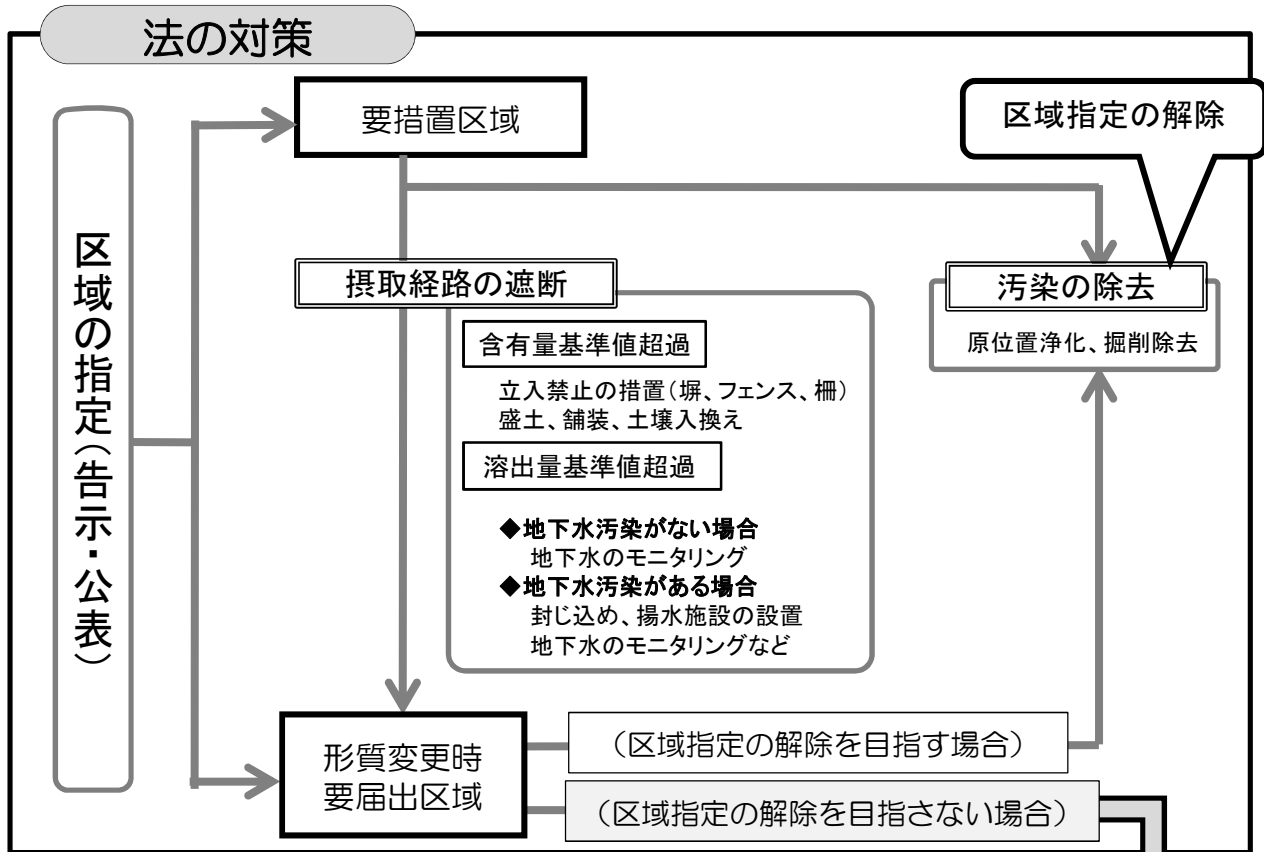 法の対策
区域の指定（告示・公表）
要措置区域
区域指定の解除
摂取経路の遮断
汚染の除去
原位置浄化、掘削除去
含有量基準値超過
立入禁止の措置（塀、フェンス、柵）
盛土、舗装、土壌入換え
溶出量基準値超過
◆地下水汚染がない場合
地下水のモニタリング
◆地下水汚染がある場合
封じ込め、揚水施設の設置
地下水のモニタリングなど
形質変更時
要届出区域
（区域指定の解除を目指す場合）
（区域指定の解除を目指さない場合）